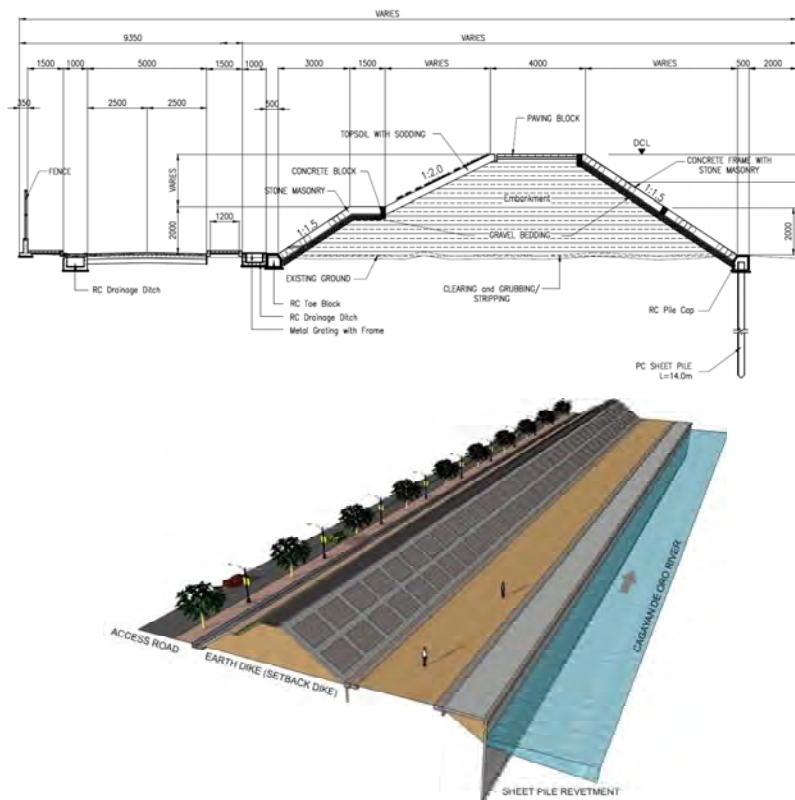 VARIES
9350
VARIES
1500
1000
5000
1500
1000
3000
1500
VARIES
4000
VARIES
500
2000
350
2500
2500
500
PAVING BLOCK
TOPSOIL WITH SODDING
DCL
CONCRETE FRAME WITH
STONE MASONRY
FENCE
VARIES
CONCRETE BLOCK
STONE MASONRY
1:2.0
1:1.5
Embankment
1200
2000
1:1.5
GRAVEL BEDDING
2000
EXISTING GROUND
CLEARING and GRUBBING/
STRIPPING
RC Drainage Ditch
RC Toe Block
RC Drainage Ditch
Metal Grating with Frame
RC Pile Cap
PC SHEET PILE
L=14.0m
ACCESS ROAD
EARTH DIKE (SETBACK DIKE)
CAGAYAN DE ORO RIVER
SHEET PILE REVETMENT